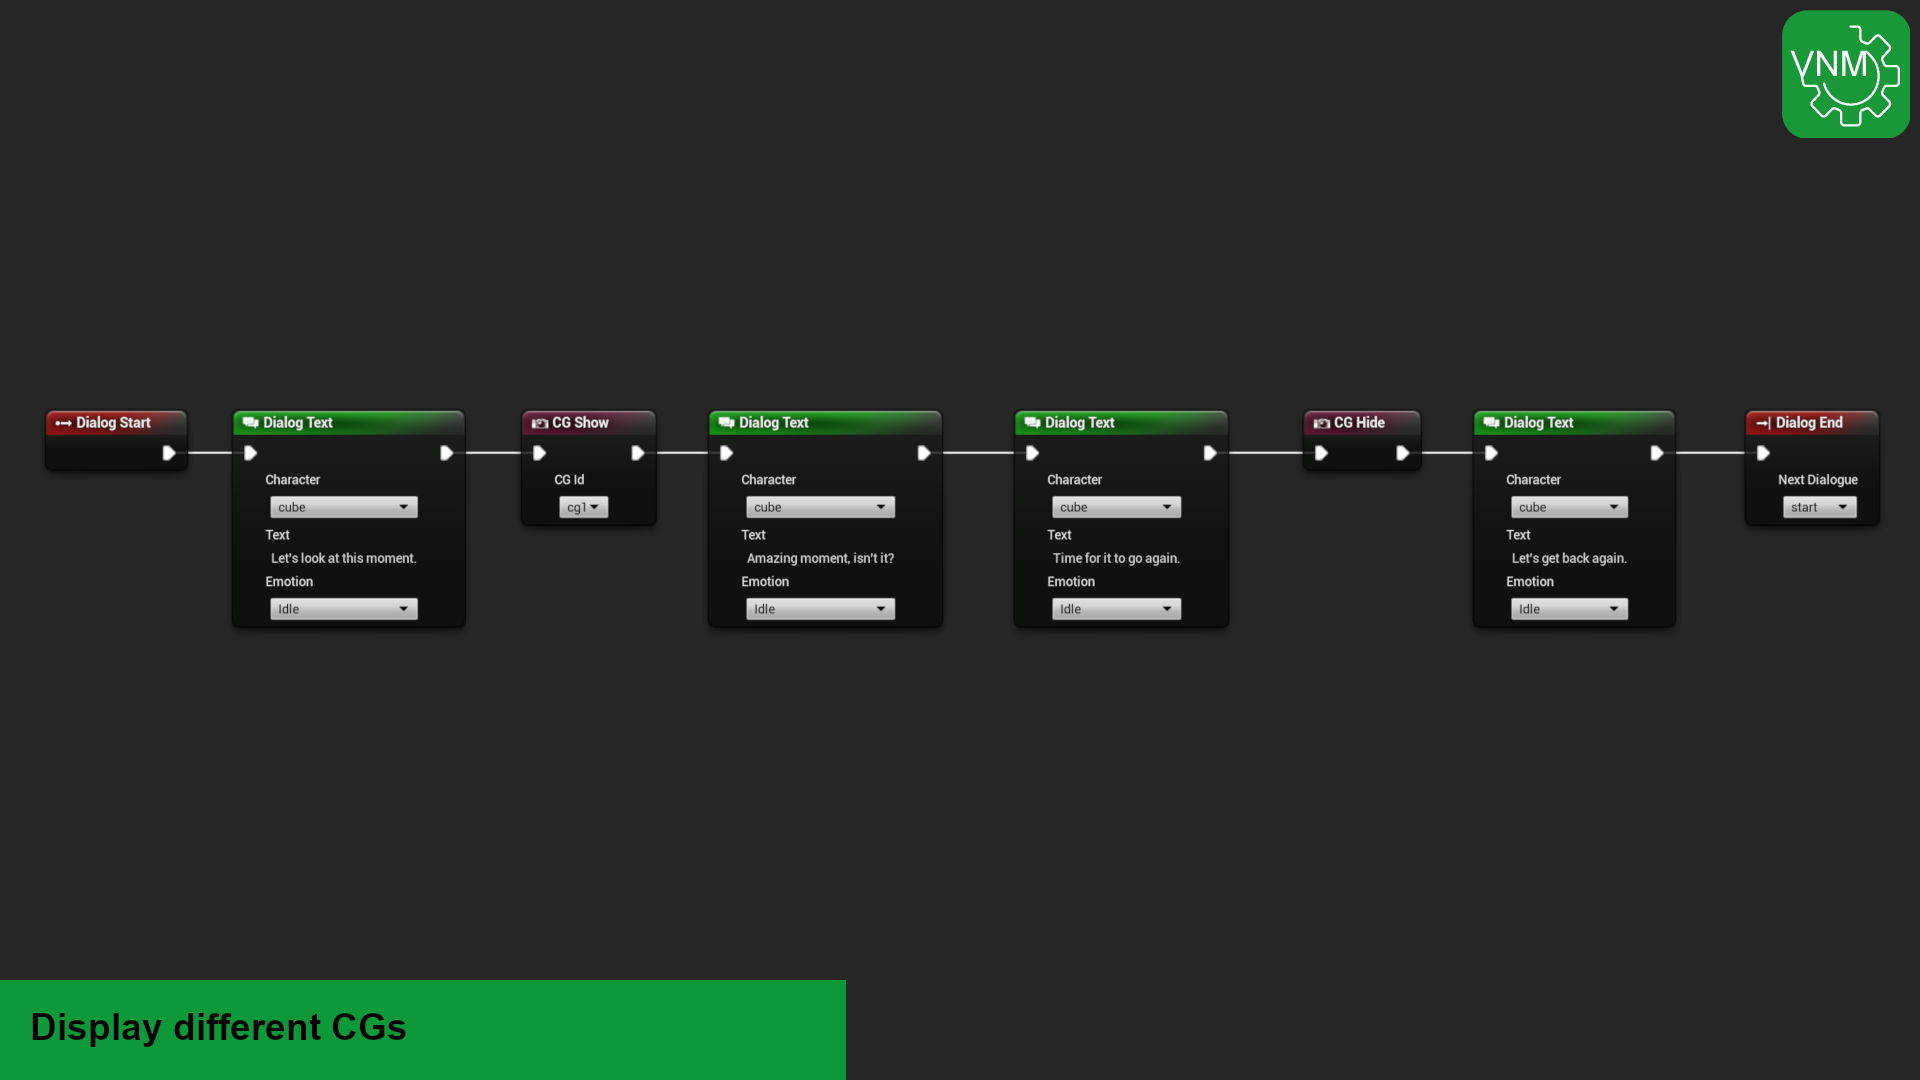 VNM
Dialog Start
Dialog Text
Character
cube
Text
Let's look at this moment.
Emotion
Idle
CG Show
CG Id
cg1
Dialog Text
Character
cube
Text
Amazing moment, isn't it?
Emotion
Idle
Dialog Text
Character
cube
Text
Time for it to go again.
Emotion
Idle
CG Hide
Dialog Text
Character
cube
Text
Let's get back again.
Emotion
Idle
Dialog End
Next Dialogue
start
Display different CGs